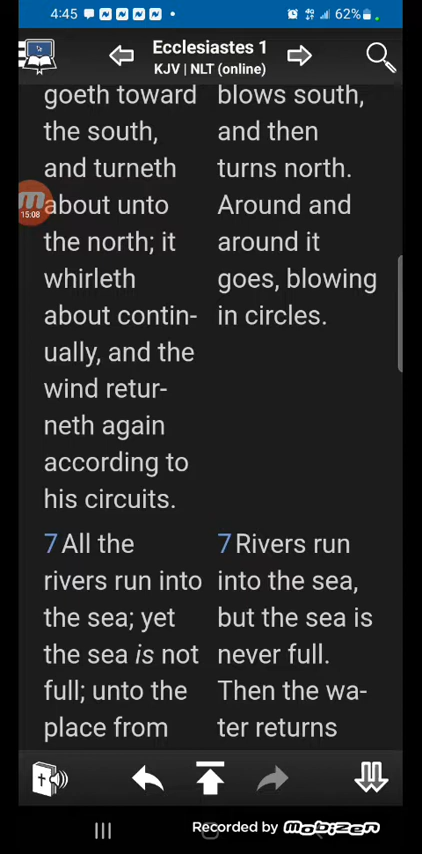 4:45
62%
Ecclesiastes 1
KJV | NLT (online)
goeth toward
the south,
and turneth
about unto
the north; it
whirleth
about contin-
ually, and the
wind retur-
neth again
according to
his circuits.
blows south,
and then
turns north.
Around and
around it
goes, blowing
in circles.
7 All the
rivers run into
the sea; yet
the sea is not
full; unto the
place from
7 Rivers run
into the sea,
but the sea is
never full.
Then the wa-
ter returns
15:08
Recorded by Mobizen